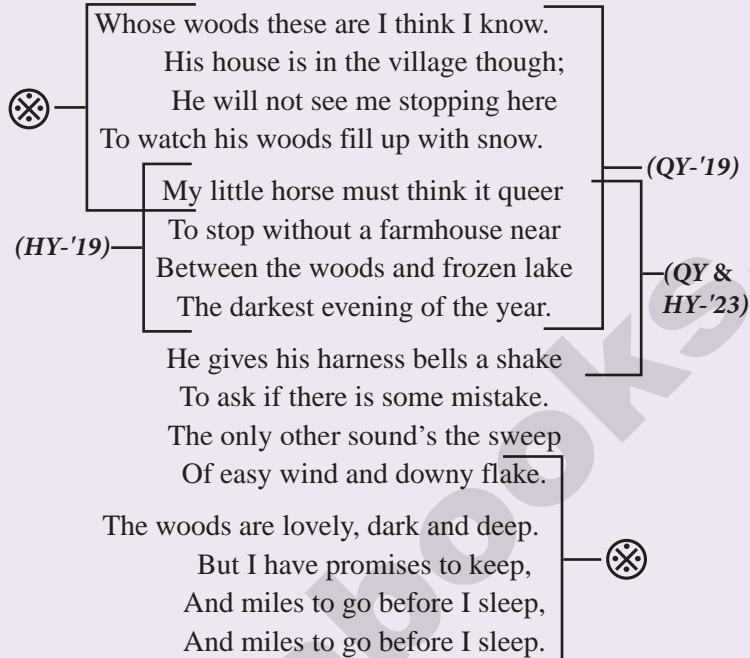 Whose woods these are I think I know.
His house is in the village though;
He will not see me stopping here
To watch his woods fill up with snow.
(QY-'19)
My little horse must think it queer
To stop without a farmhouse near
(HY-'19)
Between the woods and frozen lake
(QY &
The darkest evening of the year.
HY-'23)
He gives his harness bells a shake
To ask if there is some mistake.
The only other sound's the sweep
Of easy wind and downy flake.
The woods are lovely, dark and deep.
But I have promises to keep,
And miles to go before I sleep,
And miles to go before I sleep.
books